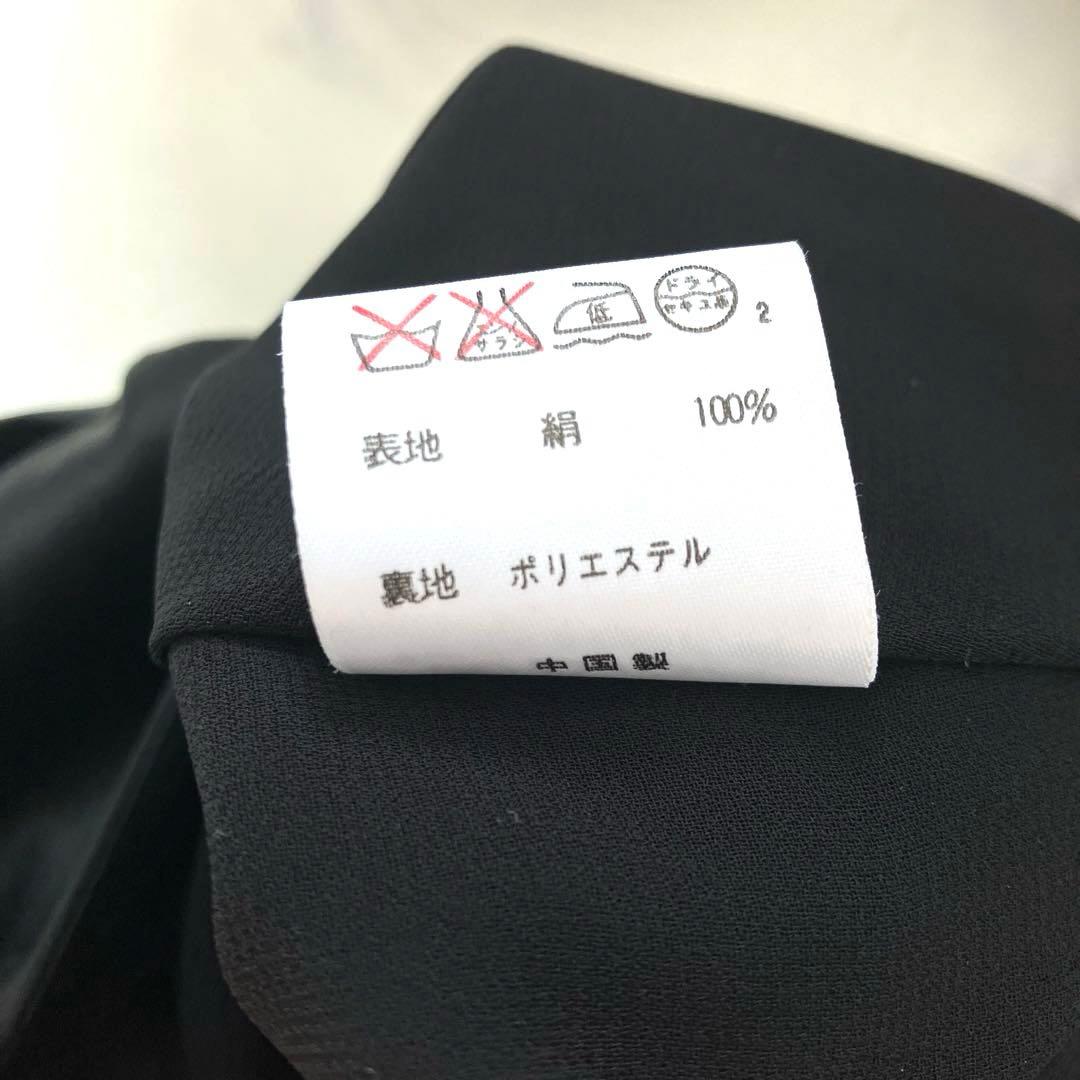 エンソ サラシ 低 ドライ セキユ系 2
表地 絹 100%
裏地 ポリエステル
中国製